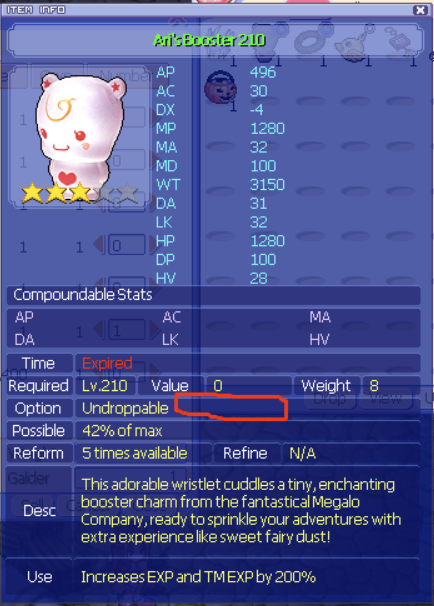 ITEM INFO
Ari's Booster 210
AP 496
AC 30
DX -4
MP 1280
MA 32
MD 100
WT 3150
DA 31
LK 32
HP 1280
DP 100
HV 28
Compoundable Stats
AP AC MA
DA LK HV
Time Expired
Required Lv.210 Value 0 Weight 8
Option Undroppable
Possible 42% of max
Reform 5 times available Refine N/A
Desc This adorable wristlet cuddles a tiny, enchanting
booster charm from the fantastical Megalo
Company, ready to sprinkle your adventures with
extra experience like sweet fairy dust!
Use Increases EXP and TM EXP by 200%